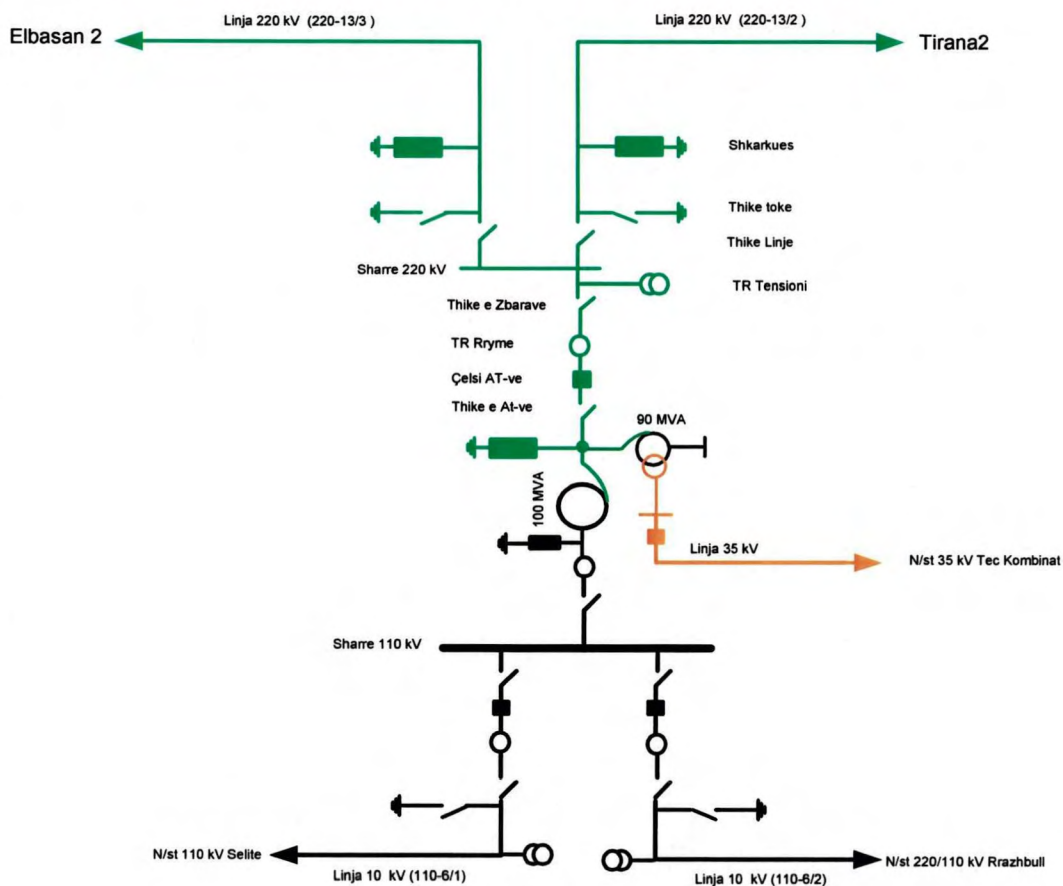 Linja 220 kV (220-13/3 )
Linja 220 kV (220-13/2 )
Elbasan 2
Tirana2
Shkarkues
Thike toke
Thike Linje
Sharre 220 kV
TR Tensioni
Thike e Zbarave
TR Rryme
Çelsi AT-ve
Thike e At-ve
90 MVA
100 MVA
Linja 35 kV
N/st 35 kV Tec Kombinat
Sharre 110 kV
N/st 110 kV Selite
N/st 220/110 kV Rrazhbull
Linja 10 kV (110-6/1)
Linja 10 kV (110-6/2)